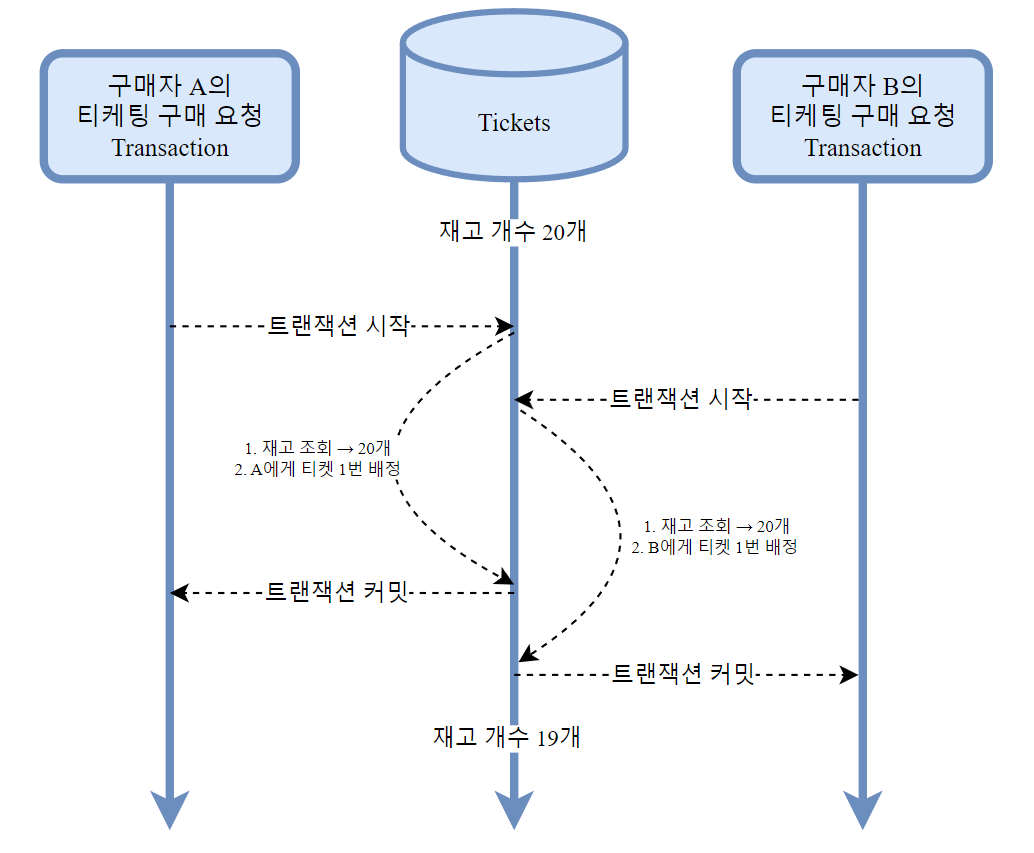 구매자 A의
티케팅 구매 요청
Transaction
Tickets
구매자 B의
티케팅 구매 요청
Transaction
재고 개수 20개
트랜잭션 시작
트랜잭션 시작
1. 재고 조회 → 20개
2. A에게 티켓 1번 배정
1. 재고 조회 → 20개
2. B에게 티켓 1번 배정
트랜잭션 커밋
트랜잭션 커밋
재고 개수 19개